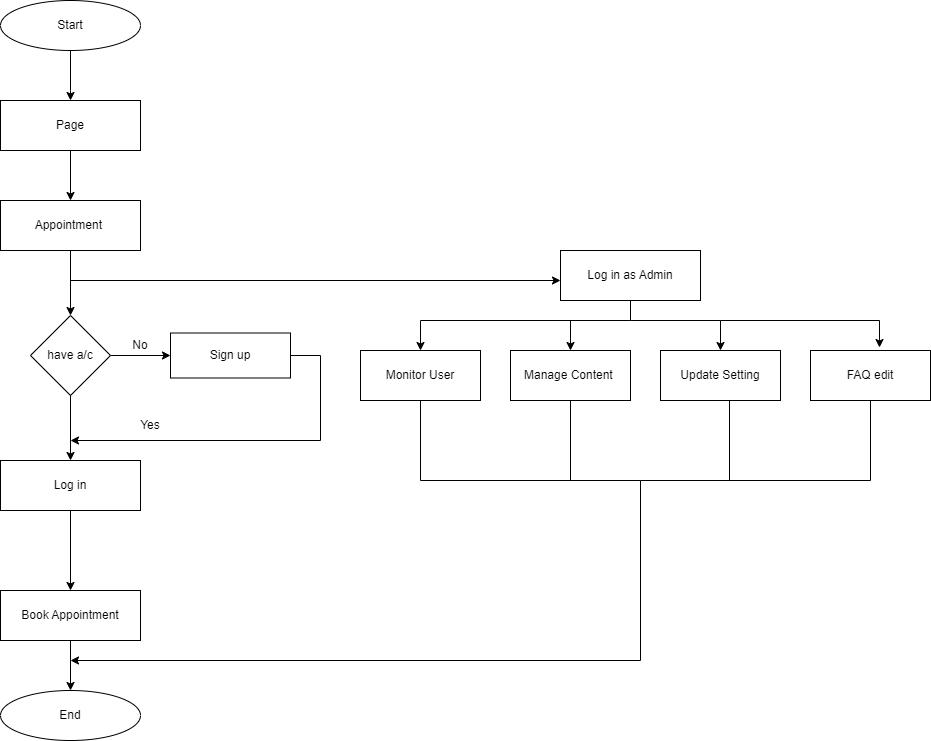 Start
Page
Appointment
Log in as Admin
have a/c
No
Sign up
Monitor User
Manage Content
Update Setting
FAQ edit
Yes
Log in
Book Appointment
End